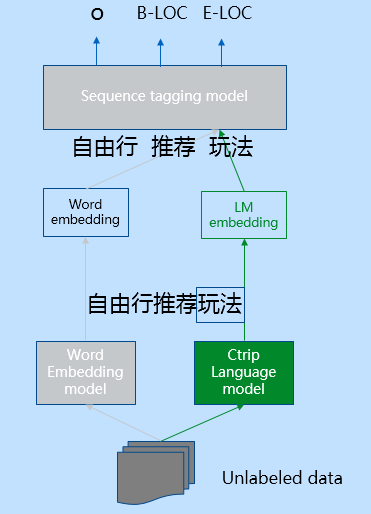 O B-LOC E-LOC
Sequence tagging model
自由行 推荐 玩法
Word
embedding
LM
embedding
自由行推荐玩法
Word
Embedding
model
Ctrip
Language
model
Unlabeled data